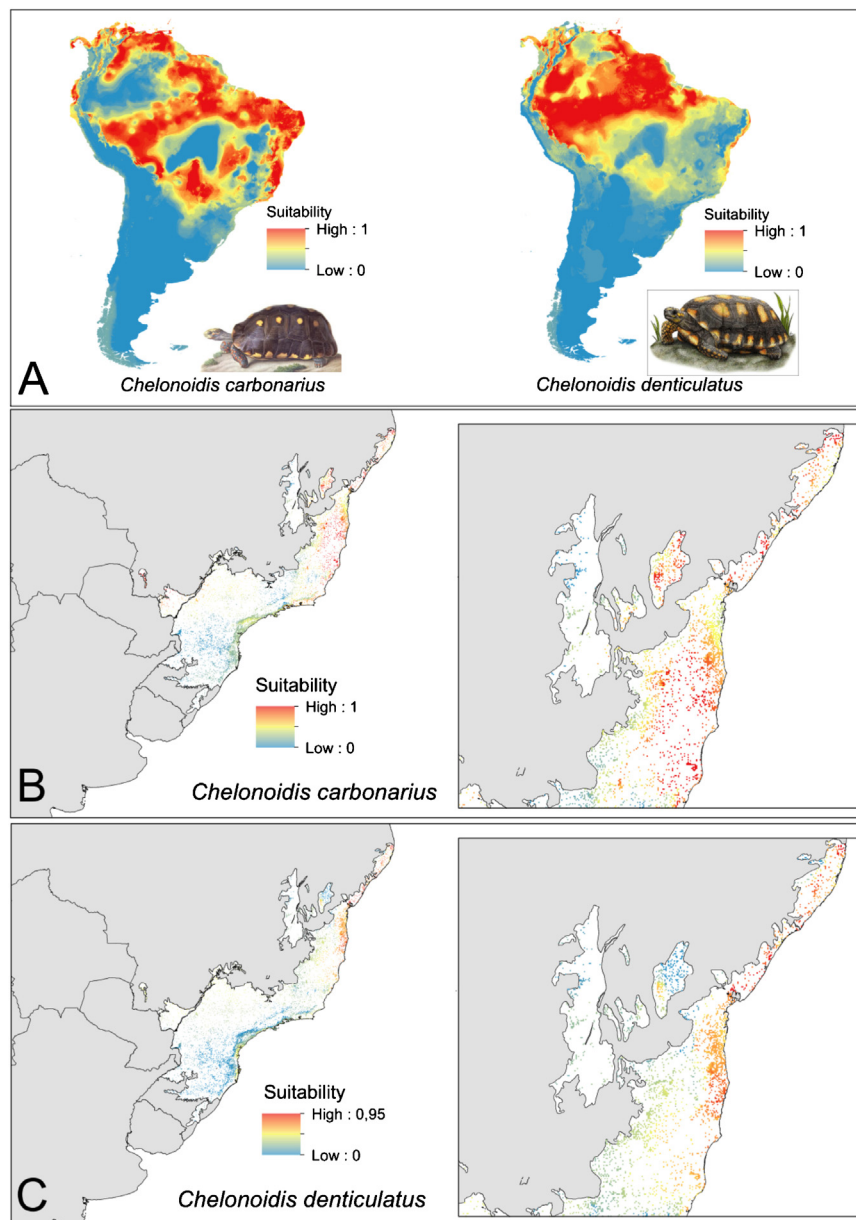 Suitability
High : 1
Low : 0
Suitability
High : 1
Low : 0
A
Chelonoidis carbonarius
Chelonoidis denticulatus
Suitability
High : 1
Low : 0
B
Chelonoidis carbonarius
Suitability
High : 0,95
Low : 0
C
Chelonoidis denticulatus